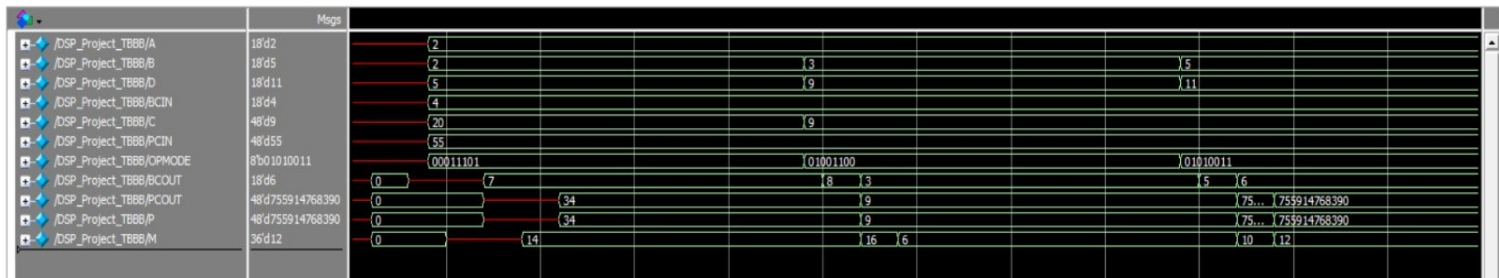 Msgs
/DSP_Project_TBBB/A 18'd2 2
/DSP_Project_TBBB/B 18'd5 2 3 5
/DSP_Project_TBBB/D 18'd11 5 9 11
/DSP_Project_TBBB/BCIN 18'd4 4
/DSP_Project_TBBB/C 48'd9 20 9
/DSP_Project_TBBB/PCIN 48'd55 55
/DSP_Project_TBBB/OPMODE 8'b01010011 00011101 01001100 01010011
/DSP_Project_TBBB/BCOUT 18'd6 0 7 8 3 5 6
/DSP_Project_TBBB/PCOUT 48'd755914768390 0 34 9 75... 755914768390
/DSP_Project_TBBB/P 48'd755914768390 0 34 9 75... 755914768390
/DSP_Project_TBBB/M 36'd12 0 14 16 6 10 12